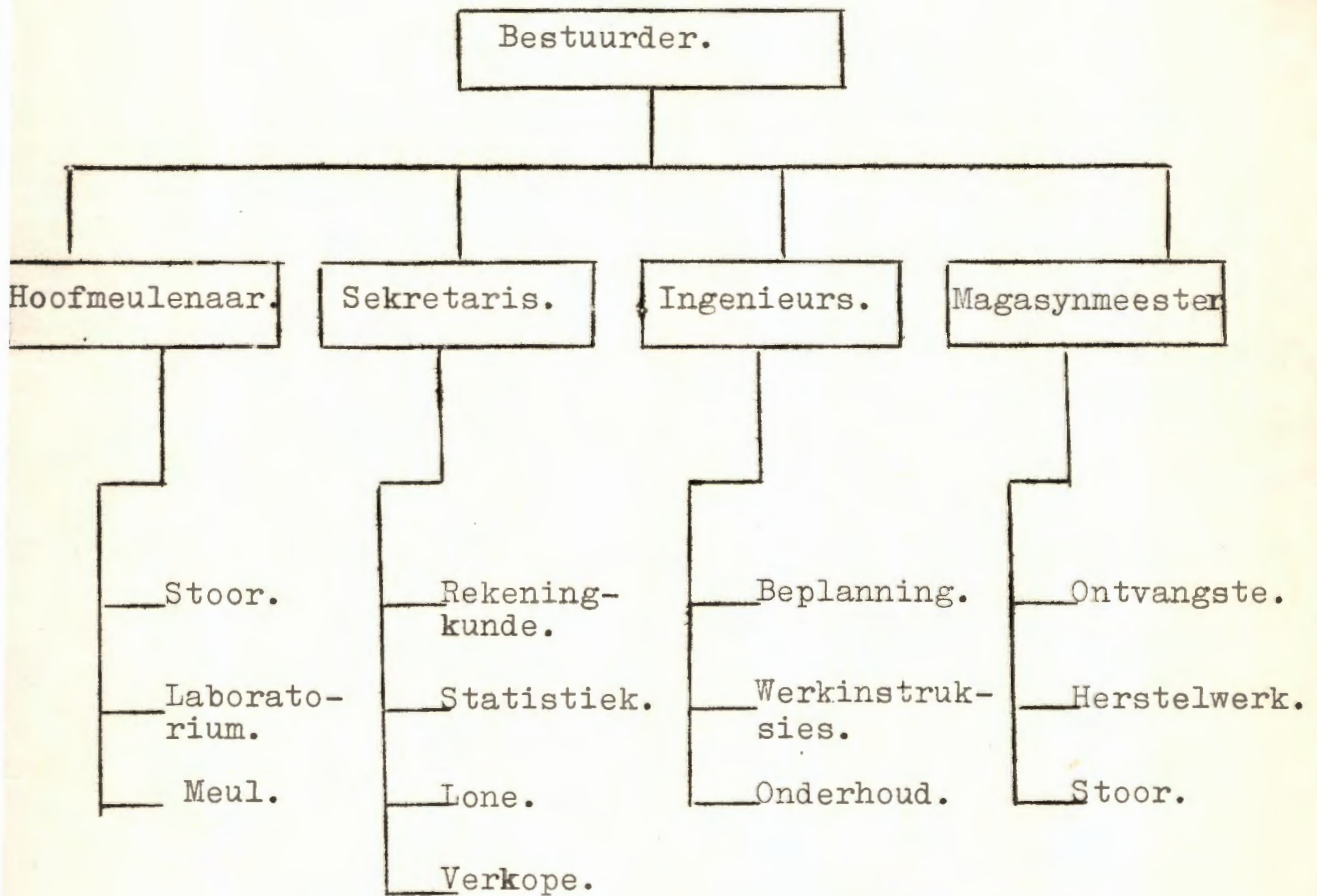 Bestuurder.
Hoofmeulenaar.
Sekretaris.
Ingenieurs.
Magasynmeester
Stoor.
Laborato-
rium.
Meul.
Rekening-
kunde.
Statistiek.
Lone.
Verkope.
Beplanning.
Werkinstruk-
sies.
Onderhoud.
Ontvangste.
Herstelwerk.
Stoor.